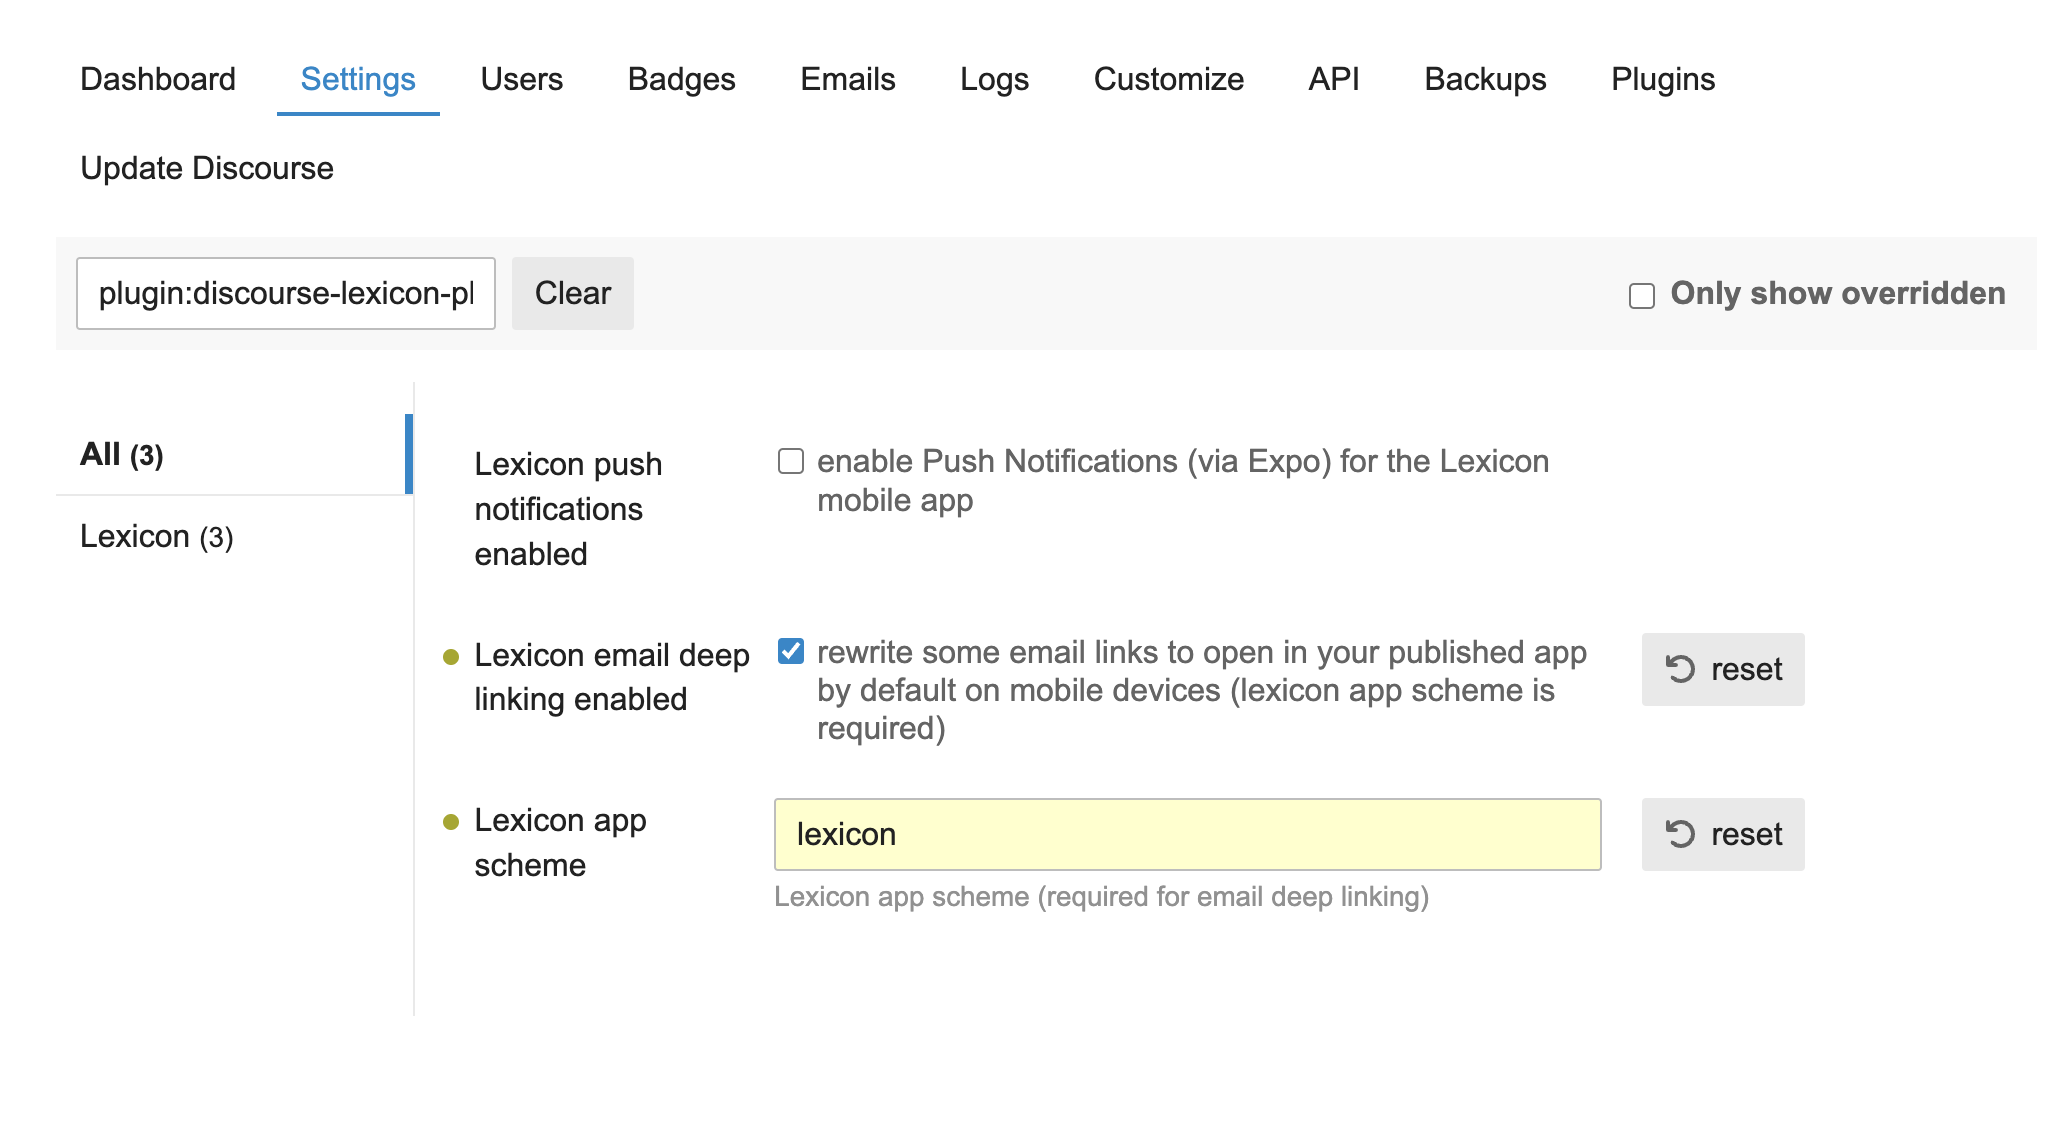 Dashboard Settings Users Badges Emails Logs Customize API Backups Plugins
Update Discourse
plugin:discourse-lexicon-pl Clear Only show overridden
All (3)
Lexicon (3)
Lexicon push
notifications
enabled
enable Push Notifications (via Expo) for the Lexicon
mobile app
Lexicon email deep
linking enabled
rewrite some email links to open in your published app
by default on mobile devices (lexicon app scheme is
required)
reset
Lexicon app
scheme
lexicon
reset
Lexicon app scheme (required for email deep linking)